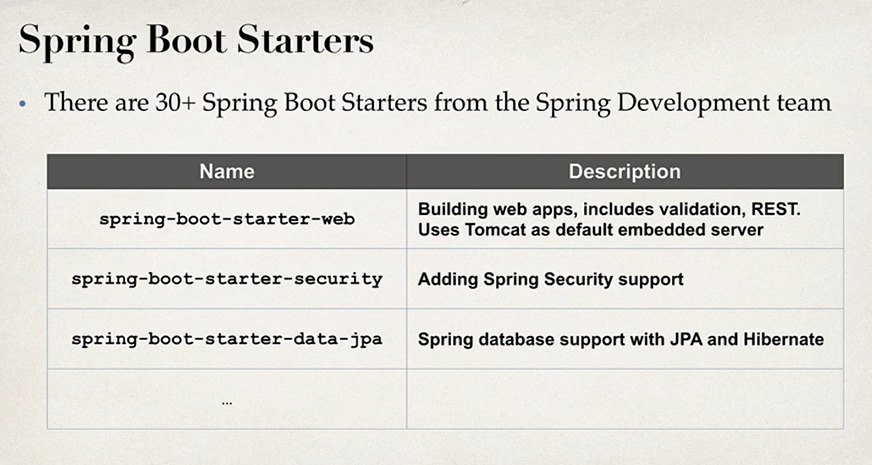 Spring Boot Starters
• There are 30+ Spring Boot Starters from the Spring Development team
Name Description
spring-boot-starter-web Building web apps, includes validation, REST.
Uses Tomcat as default embedded server
spring-boot-starter-security Adding Spring Security support
spring-boot-starter-data-jpa Spring database support with JPA and Hibernate
...